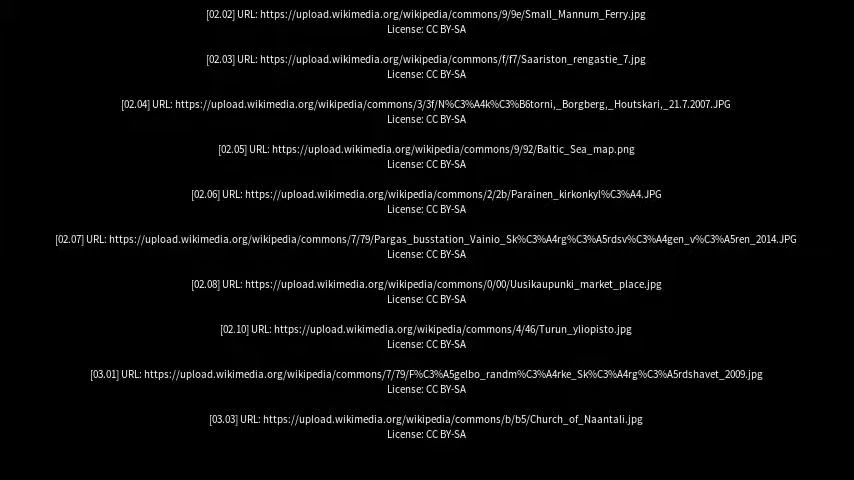 [02.02] URL: https://upload.wikimedia.org/wikipedia/commons/9/9e/Small_Mannum_Ferry.jpg
License: CC BY-SA
[02.03] URL: https://upload.wikimedia.org/wikipedia/commons/f/f7/Saariston_rengastie_7.jpg
License: CC BY-SA
[02.04] URL: https://upload.wikimedia.org/wikipedia/commons/3/3f/N%C3%A4k%C3%B6torni,_Borgberg,_Houtskari,_21.7.2007.JPG
License: CC BY-SA
[02.05] URL: https://upload.wikimedia.org/wikipedia/commons/9/92/Baltic_Sea_map.png
License: CC BY-SA
[02.06] URL: https://upload.wikimedia.org/wikipedia/commons/2/2b/Parainen_kirkonkyl%C3%A4.JPG
License: CC BY-SA
[02.07] URL: https://upload.wikimedia.org/wikipedia/commons/7/79/Pargas_busstation_Vainio_Sk%C3%A4rg%C3%A5rdsv%C3%A4gen_v%C3%A5ren_2014.JPG
License: CC BY-SA
[02.08] URL: https://upload.wikimedia.org/wikipedia/commons/0/00/Uusikaupunki_market_place.jpg
License: CC BY-SA
[02.10] URL: https://upload.wikimedia.org/wikipedia/commons/4/46/Turun_yliopisto.jpg
License: CC BY-SA
[03.01] URL: https://upload.wikimedia.org/wikipedia/commons/7/79/F%C3%A5gelbo_randm%C3%A4rke_Sk%C3%A4rg%C3%A5rdshavet_2009.jpg
License: CC BY-SA
[03.03] URL: https://upload.wikimedia.org/wikipedia/commons/b/b5/Church_of_Naantali.jpg
License: CC BY-SA